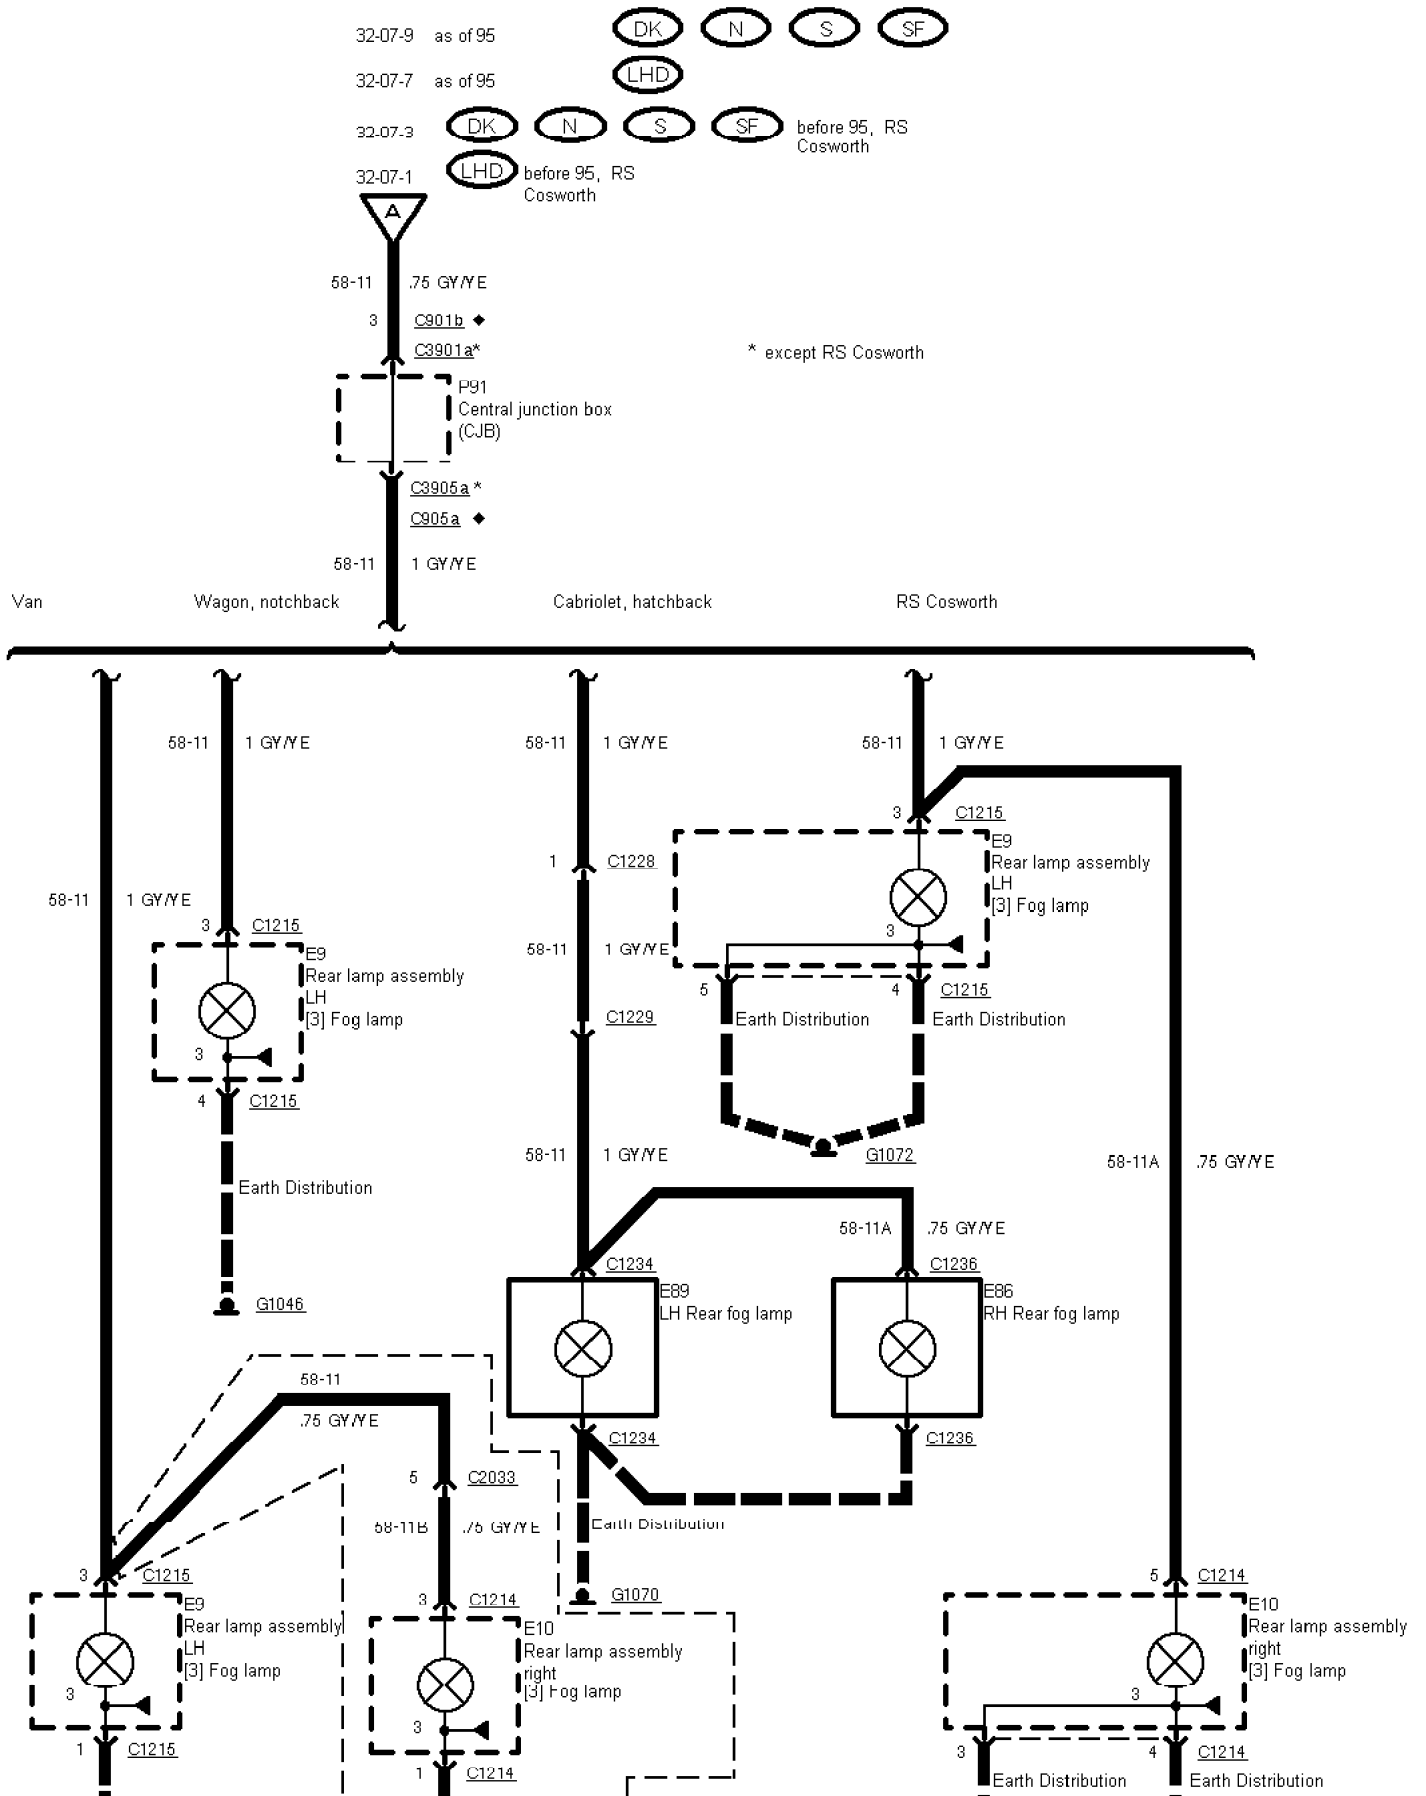 32-07-9 as of 95 DK N S SF
32-07-7 as of 95 LHD
32-07-3 DK N S SF before 95, RS
Cosworth
32-07-1 LHD before 95, RS
Cosworth
A
58-11 .75 GY/YE
3 C901b ◆
C3901a* * except RS Cosworth
P91
Central junction box
(CJB)
C3905a *
C905a ◆
58-11 1 GY/YE
Van Wagon, notchback Cabriolet, hatchback RS Cosworth
58-11 1 GY/YE 58-11 1 GY/YE 58-11 1 GY/YE
3 C1215
E9
Rear lamp assembly
LH
[3] Fog lamp
3
1 C1228
58-11 1 GY/YE
3 C1215
58-11 1 GY/YE
E9
Rear lamp assembly
LH
[3] Fog lamp
3
5 4 C1215
C1229 Earth Distribution Earth Distribution
4 C1215
58-11 1 GY/YE G1072 58-11A .75 GY/YE
Earth Distribution
58-11A .75 GY/YE
C1234 C1236
E89
LH Rear fog lamp
E86
RH Rear fog lamp
G1046
58-11
.75 GY/YE
C1234 C1236
5 C2033
58-11B .75 GY/YE Earth Distribution
3 C1215 5 C1214
3 C1214 G1070
E9
Rear lamp assembly
LH
[3] Fog lamp
3
E10
Rear lamp assembly
right
[3] Fog lamp
3
E10
Rear lamp assembly
right
[3] Fog lamp
3
1 C1215 3 4 C1214
1 C1214 Earth Distribution Earth Distribution